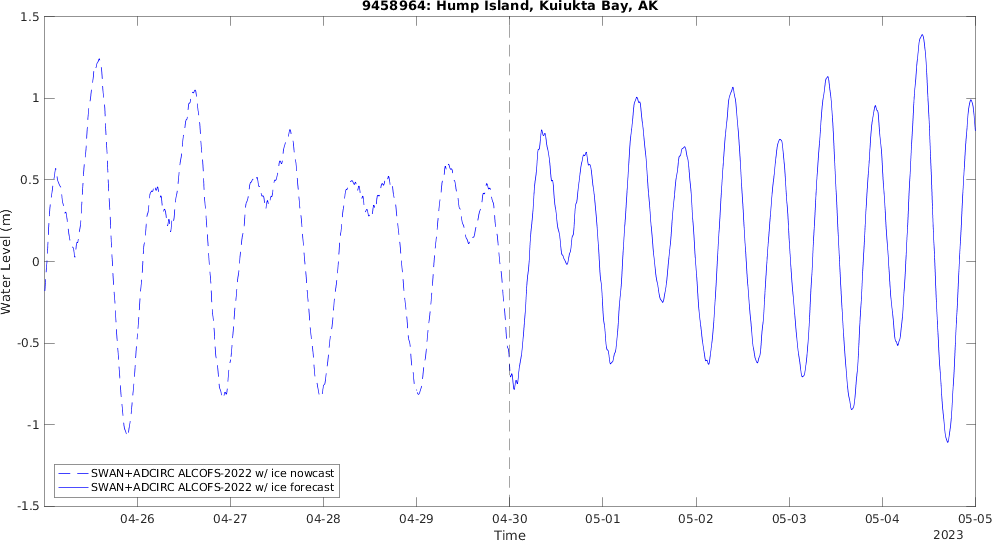 9458964: Hump Island, Kuiukta Bay, AK
1.5
1
0.5
0
-0.5
-1
-1.5
Water Level (m)
SWAN+ADCIRC ALCOFS-2022 w/ ice nowcast
SWAN+ADCIRC ALCOFS-2022 w/ ice forecast
04-26 04-27 04-28 04-29 04-30 05-01 05-02 05-03 05-04 05-05
Time
2023